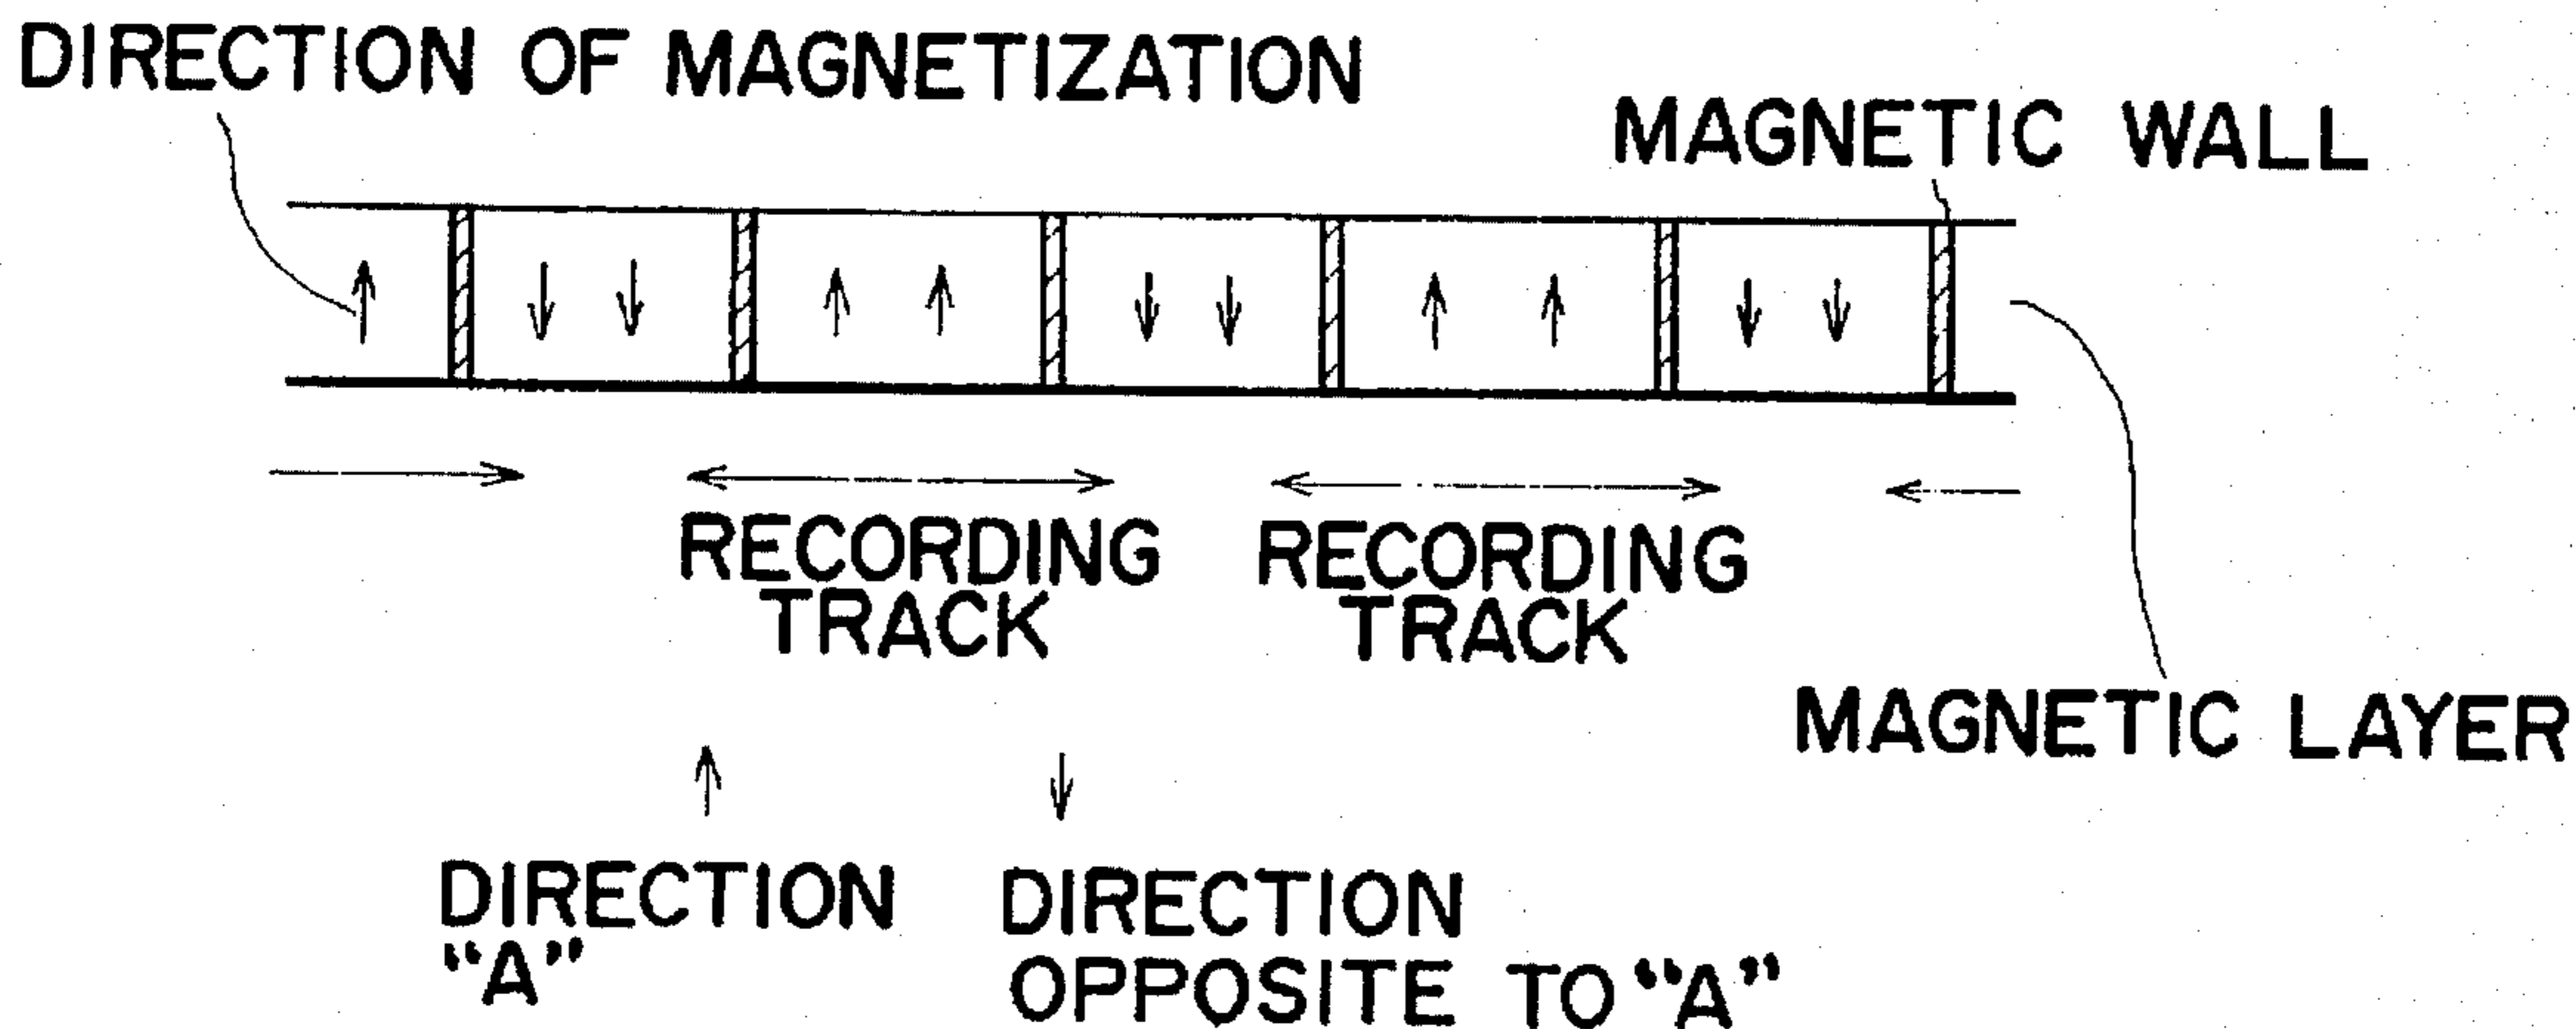 DIRECTION OF MAGNETIZATION
MAGNETIC WALL
RECORDING
TRACK
RECORDING
TRACK
MAGNETIC LAYER
DIRECTION
“A”
DIRECTION
OPPOSITE TO “A”